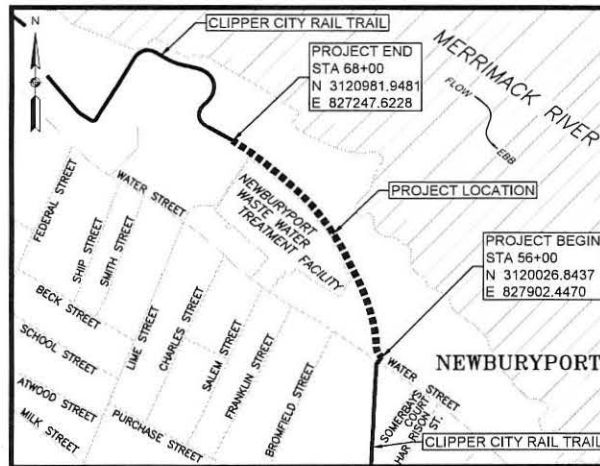 CLIPPER CITY RAIL TRAIL
N
PROJECT END
STA 68+00
N 3120981.9481
E 827247.6228
MERRIMACK RIVER
FLOW
EBB
PROJECT LOCATION
NEWBURYPORT
WASTE WATER
TREATMENT FACILITY
WATER STREET
FEDERAL STREET
SHIP STREET
SMITH STREET
PROJECT BEGIN
STA 56+00
N 3120026.8437
E 827902.4470
BECK STREET
LIME STREET
CHARLES STREET
SALEM STREET
FRANKLIN STREET
BROMFIELD STREET
SCHOOL STREET
ATWOOD STREET
MILK STREET
PURCHASE STREET
WATER STREET
NEWBURYPORT
SOMERBAYS
COURT
HARRISON
ST.
CLIPPER CITY RAIL TRAIL